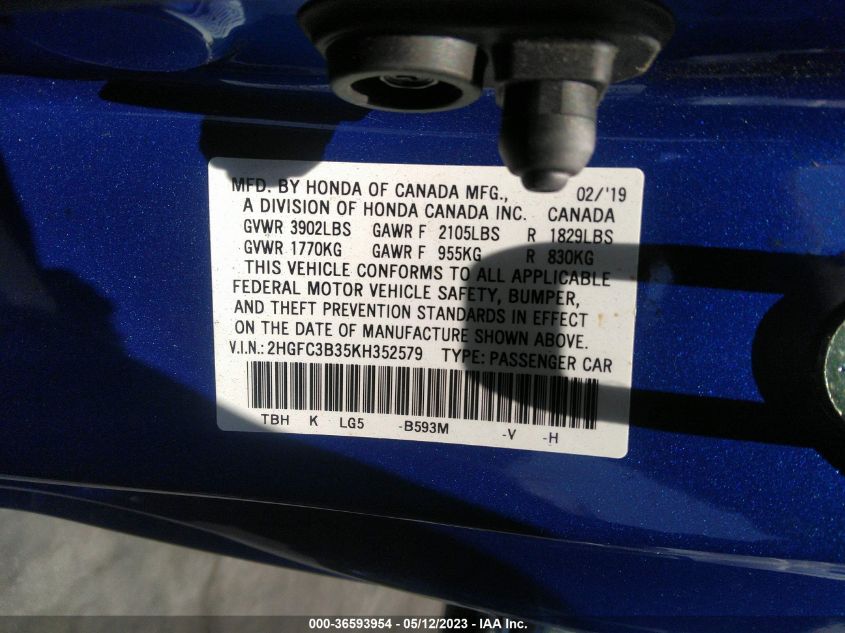 MFD. BY HONDA OF CANADA MFG., 02/'19
A DIVISION OF HONDA CANADA INC. CANADA
GVWR 3902LBS GAWR F 2105LBS R 1829LBS
GVWR 1770KG GAWR F 955KG R 830KG
THIS VEHICLE CONFORMS TO ALL APPLICABLE
FEDERAL MOTOR VEHICLE SAFETY, BUMPER,
AND THEFT PREVENTION STANDARDS IN EFFECT
ON THE DATE OF MANUFACTURE SHOWN ABOVE.
V.I.N.: 2HGFC3B35KH352579 TYPE: PASSENGER CAR
TBH K LG5 -B593M -V -H
000-36593954 - 05/12/2023 - IAA Inc.